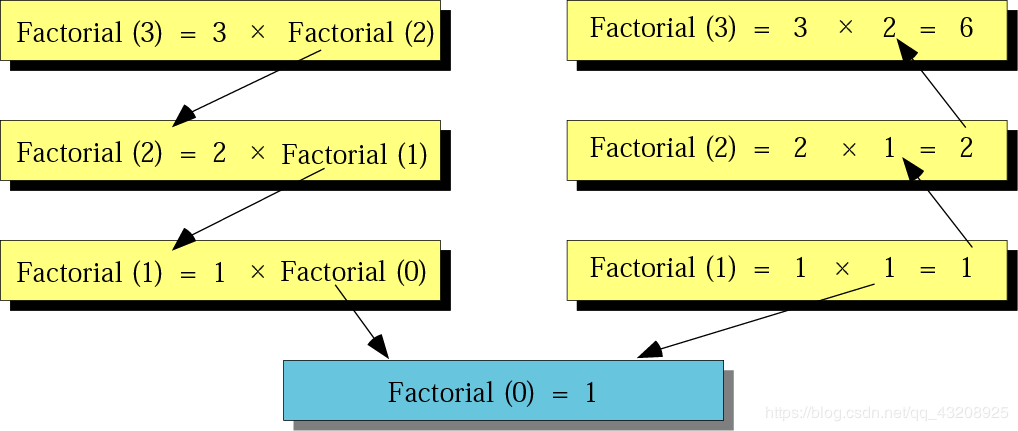 Factorial (3) = 3 × Factorial (2)
Factorial (2) = 2 × Factorial (1)
Factorial (1) = 1 × Factorial (0)
Factorial (0) = 1
Factorial (3) = 3 × 2 = 6
Factorial (2) = 2 × 1 = 2
Factorial (1) = 1 × 1 = 1
https://blog.csdn.net/qq_43208925